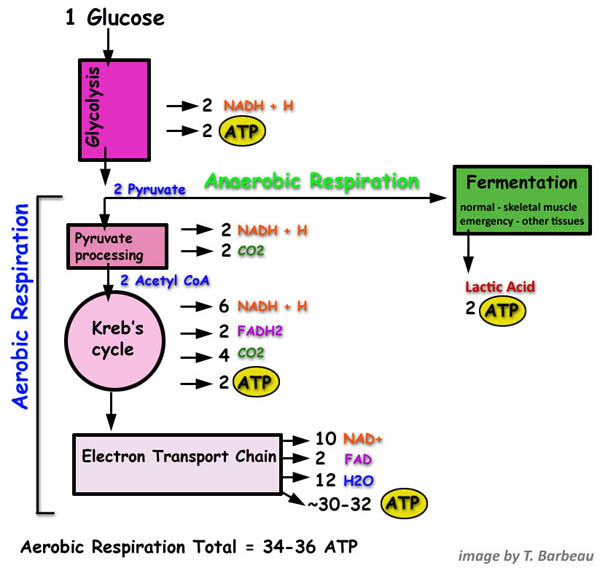 1 Glucose
Glycolysis
2 NADH + H
2 ATP
2 Pyruvate
Anaerobic Respiration
Fermentation
normal - skeletal muscle
emergency - other tissues
Lactic Acid
2 ATP
Aerobic Respiration
Pyruvate
processing
2 NADH + H
2 CO2
2 Acetyl CoA
Kreb's
cycle
6 NADH + H
2 FADH2
4 CO2
2 ATP
Electron Transport Chain
10 NAD+
2 FAD
12 H2O
~30-32 ATP
Aerobic Respiration Total = 34-36 ATP
image by T. Barbeau